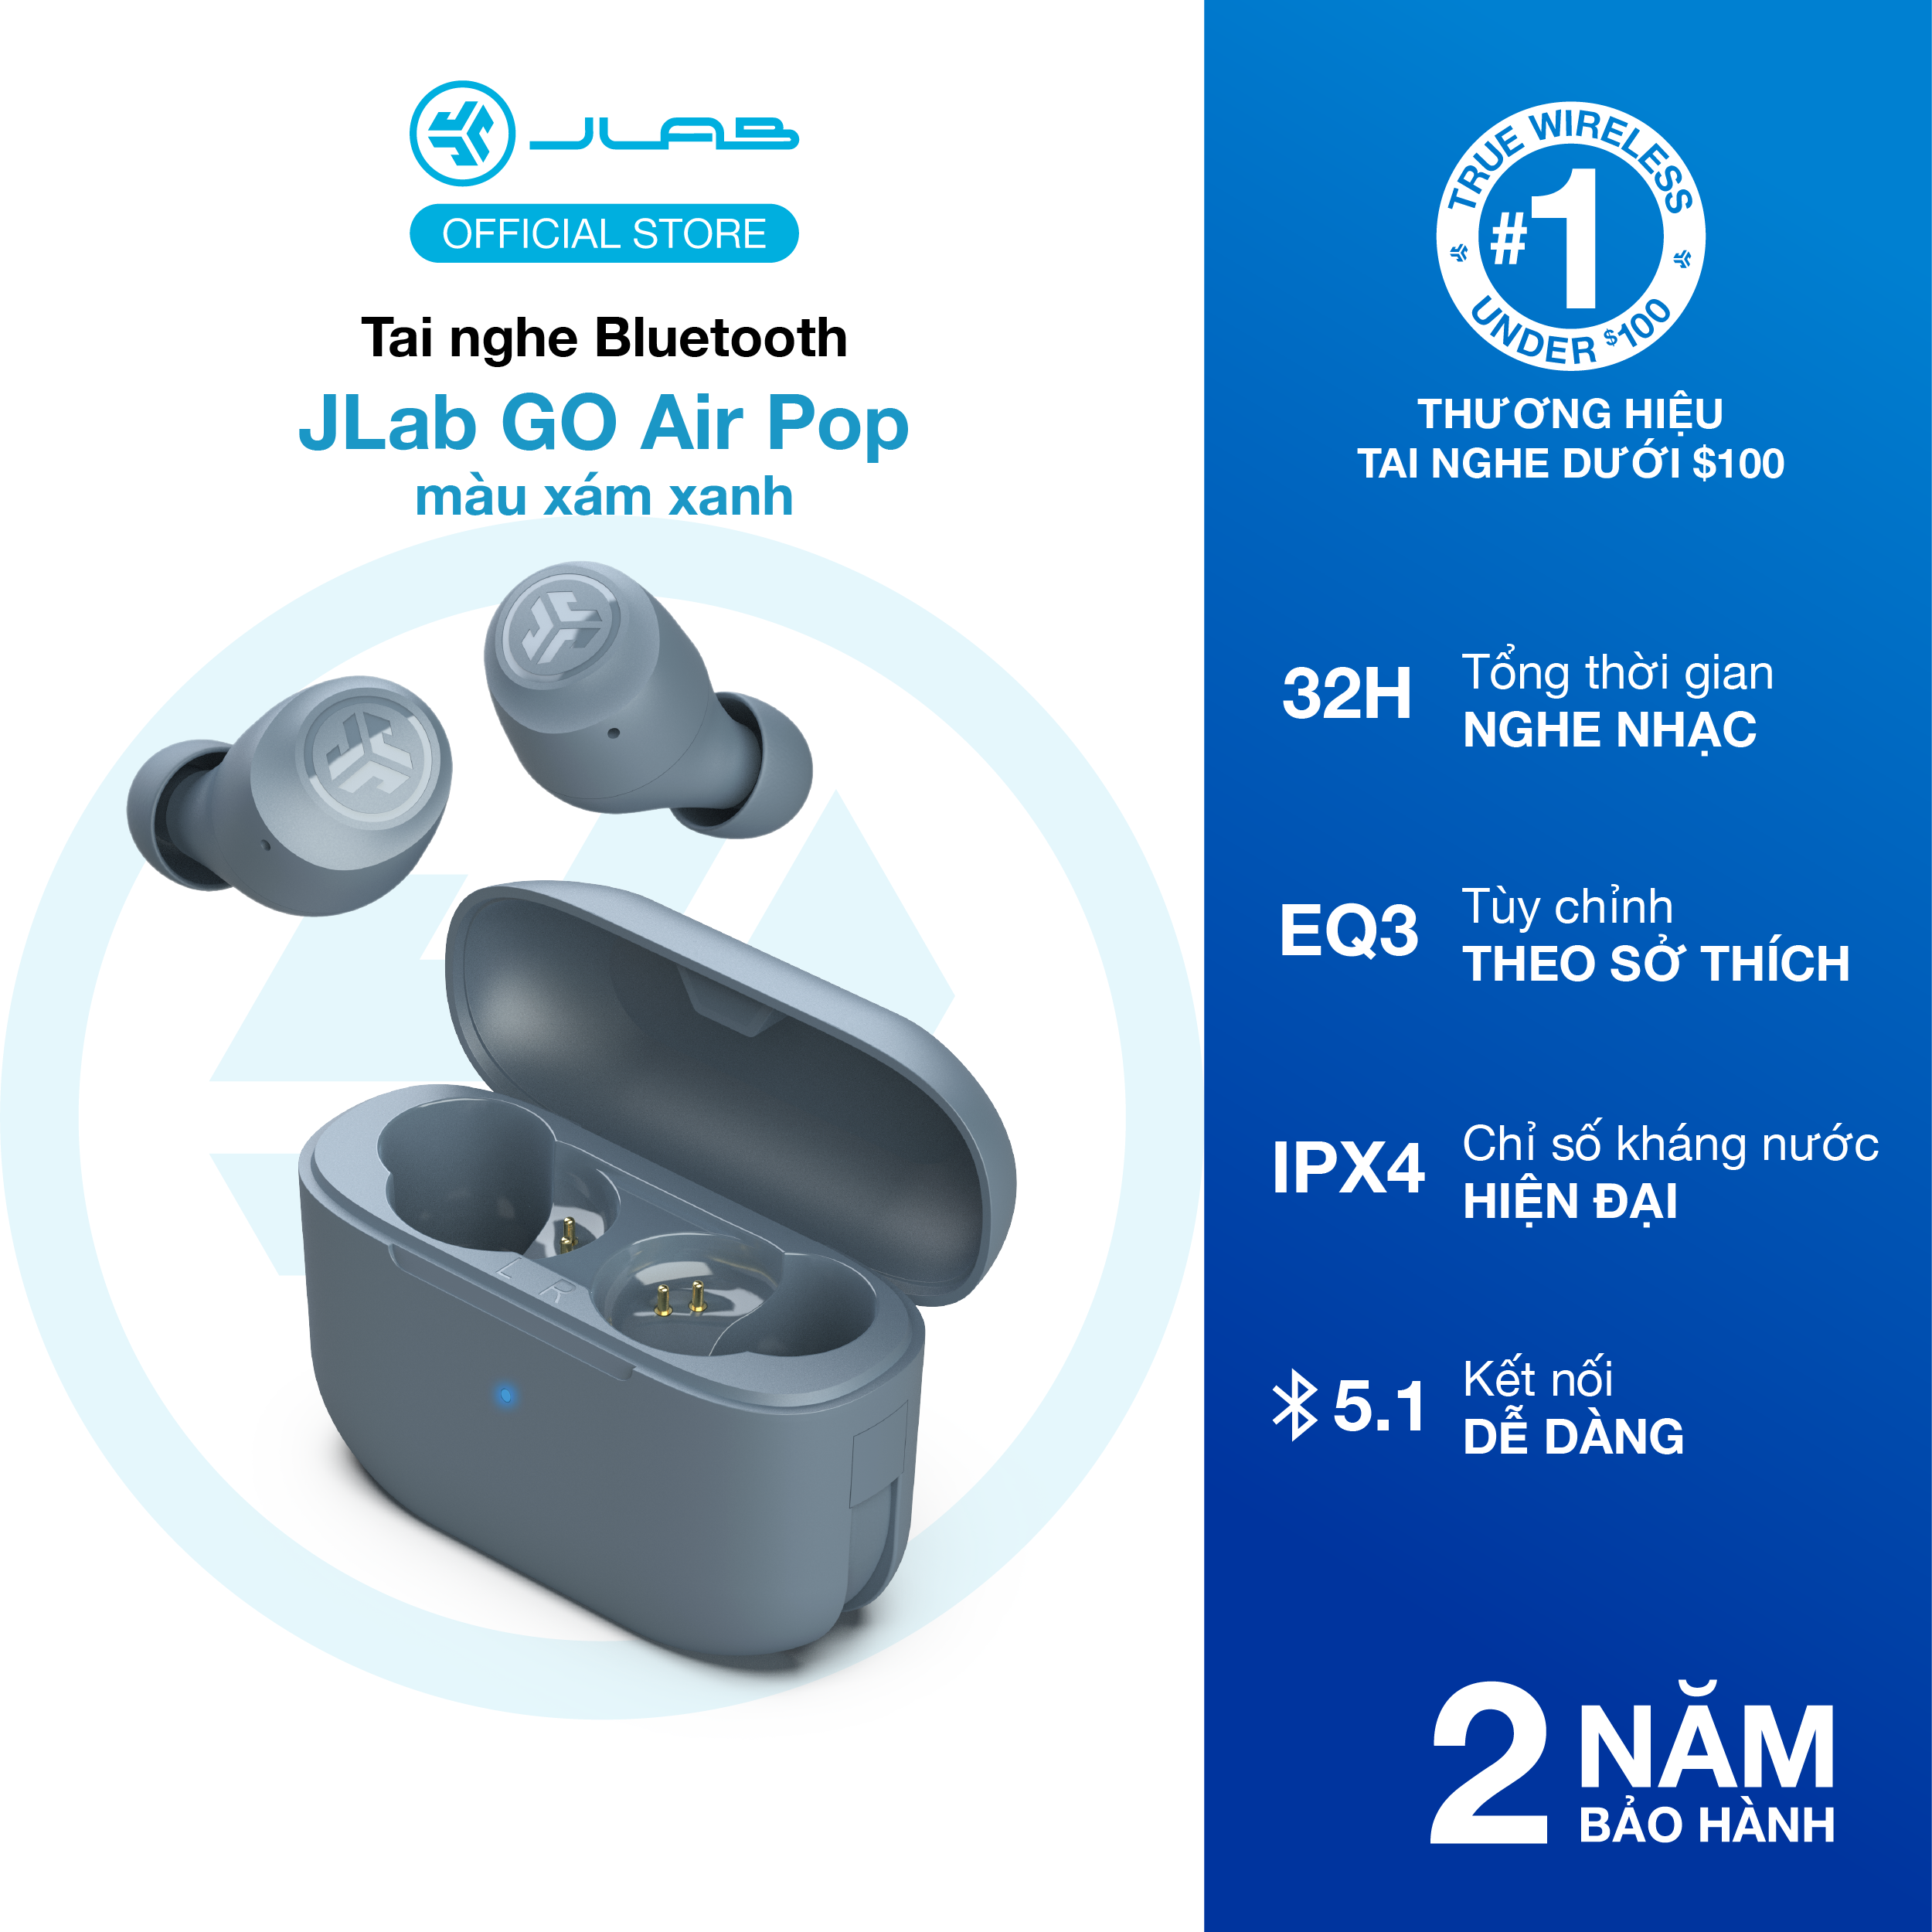 JLAB
OFFICIAL STORE
Tai nghe Bluetooth
JLab GO Air Pop
màu xám xanh
L R
TRUE WIRELESS
#1
UNDER $100
THƯƠNG HIỆU
TAI NGHE DƯỚI $100
32H
Tổng thời gian
NGHE NHẠC
EQ3
Tùy chỉnh
THEO SỞ THÍCH
IPX4
Chỉ số kháng nước
HIỆN ĐẠI
5.1
Kết nối
DỄ DÀNG
2 NĂM
BẢO HÀNH